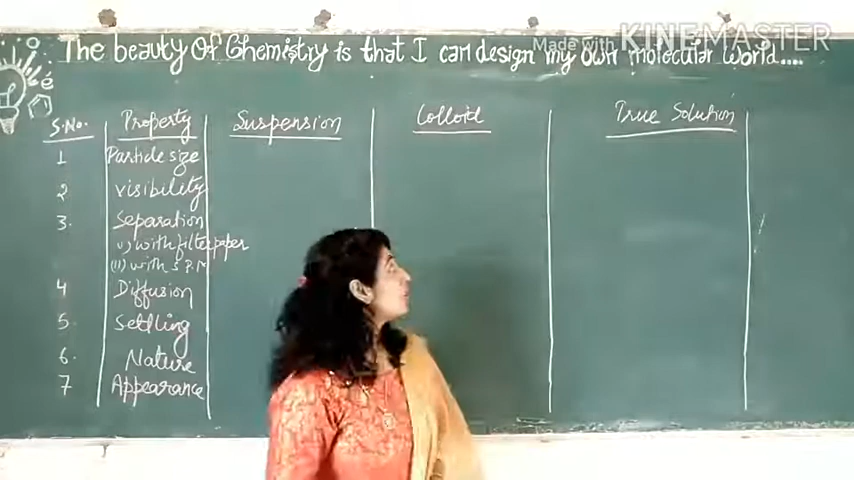 The beauty Of Chemistry is that I can design my own molecular world....
Made with KINEMASTER
é
S.No. Property Suspension Colloid True Solution
1 Particle size
2 visibility
3. Separation
i) with filter paper
(ii) with S.P.M
4 Diffusion
5. Settling
6. Nature
7 Appearance